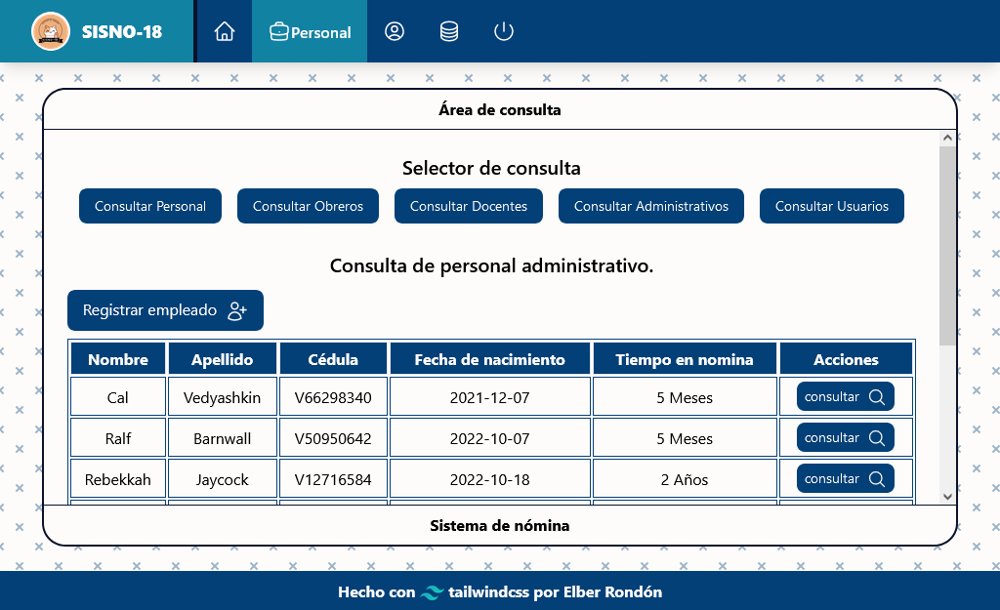 SISNO-18
Personal
Área de consulta
Selector de consulta
Consultar Personal
Consultar Obreros
Consultar Docentes
Consultar Administrativos
Consultar Usuarios
Consulta de personal administrativo.
Registrar empleado
Nombre Apellido Cédula Fecha de nacimiento Tiempo en nomina Acciones
Cal Vedyashkin V66298340 2021-12-07 5 Meses consultar
Ralf Barnwall V50950642 2022-10-07 5 Meses consultar
Rebekkah Jaycock V12716584 2022-10-18 2 Años consultar
Sistema de nómina
Hecho con tailwindcss por Elber Rondón